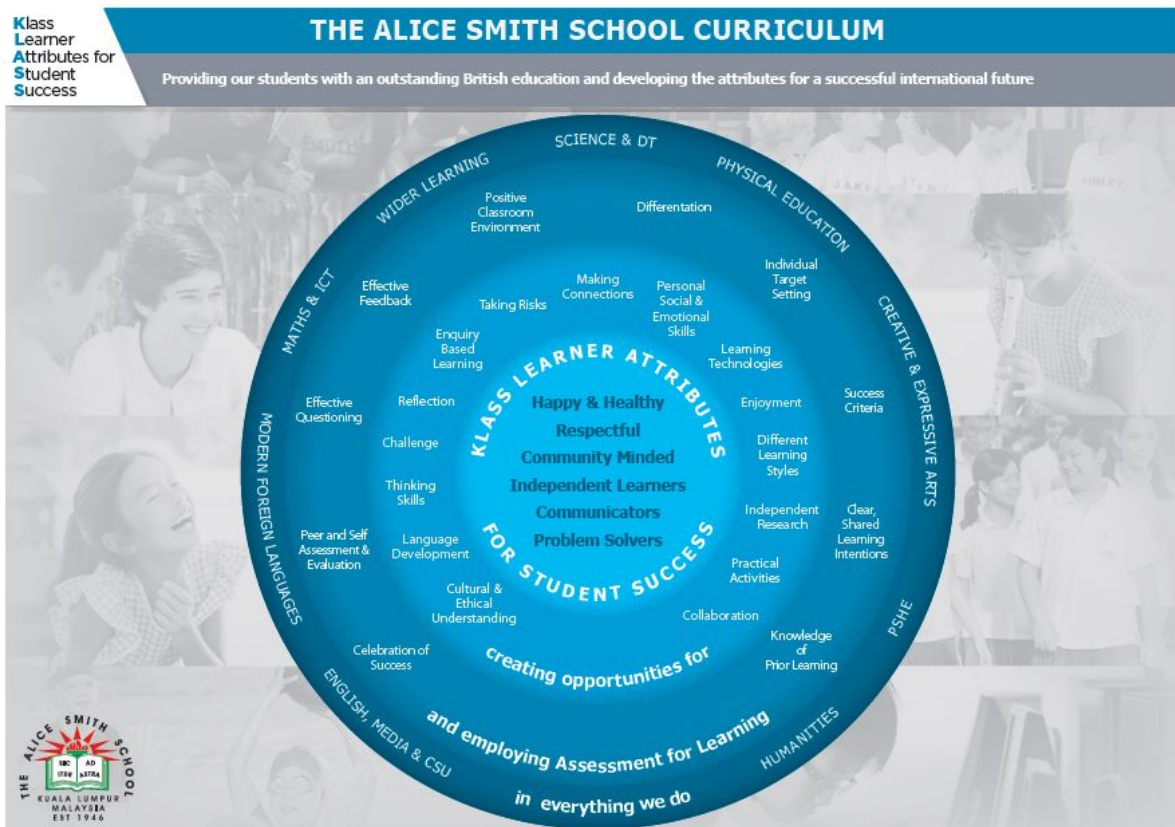 Klass
Learner
Attributes for
Student
Success
THE ALICE SMITH SCHOOL CURRICULUM
Providing our students with an outstanding British education and developing the attributes for a successful international future
SCIENCE & DT
PHYSICAL EDUCATION
CREATIVE & EXPRESSIVE ARTS
PSHE
HUMANITIES
in everything we do
ENGLISH, MEDIA & CSU
MODERN FOREIGN LANGUAGES
MATHS & ICT
WIDER LEARNING
Positive
Classroom
Environment
Differentation
Individual
Target
Setting
Success
Criteria
Clear,
Shared
Learning
Intentions
Knowledge
of
Prior Learning
and employing Assessment for Learning
Celebration of
Success
Peer and Self
Assessment &
Evaluation
Effective
Questioning
Effective
Feedback
Making
Connections
Personal
Social &
Emotional
Skills
Learning
Technologies
Enjoyment
Different
Learning
Styles
Independent
Research
Practical
Activities
Collaboration
creating opportunities for
Cultural &
Ethical
Understanding
Language
Development
Thinking
Skills
Challenge
Reflection
Enquiry
Based
Learning
Taking Risks
KLASS LEARNER ATTRIBUTES
Happy & Healthy
Respectful
Community Minded
Independent Learners
Communicators
Problem Solvers
FOR STUDENT SUCCESS
THE ALICE SMITH SCHOOL
SIC AD
ITUR ASTRA
KUALA LUMPUR
MALAYSIA
EST 1946